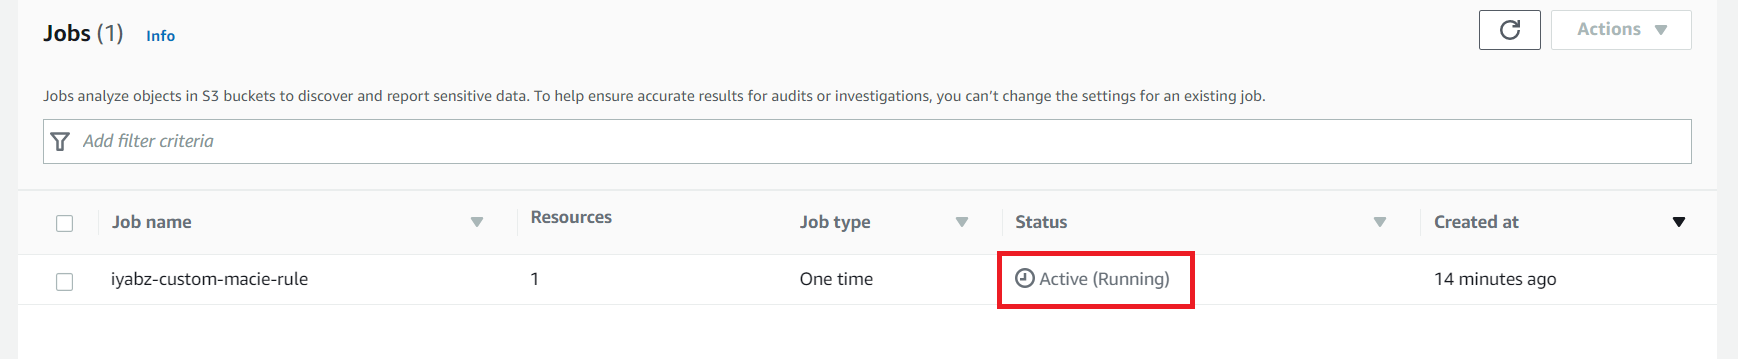 Jobs (1) Info
Actions
Jobs analyze objects in S3 buckets to discover and report sensitive data. To help ensure accurate results for audits or investigations, you can’t change the settings for an existing job.
Add filter criteria
Job name Resources Job type Status Created at
iyabz-custom-macie-rule 1 One time Active (Running) 14 minutes ago